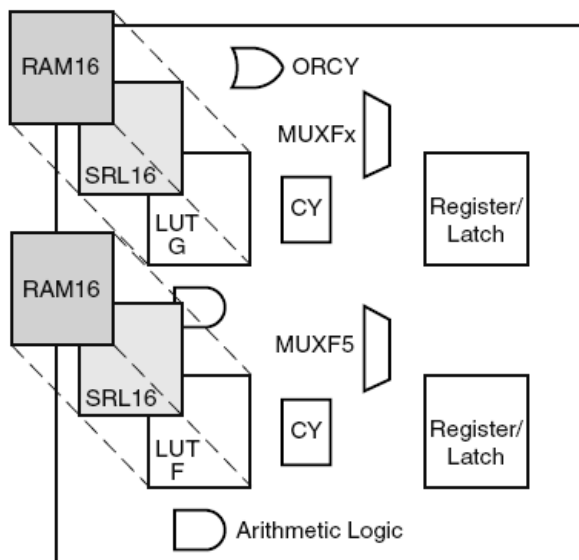 RAM16
ORCY
MUXFx
SRL16
CY
Register/
Latch
LUT
G
RAM16
MUXF5
SRL16
CY
Register/
Latch
LUT
F
Arithmetic Logic